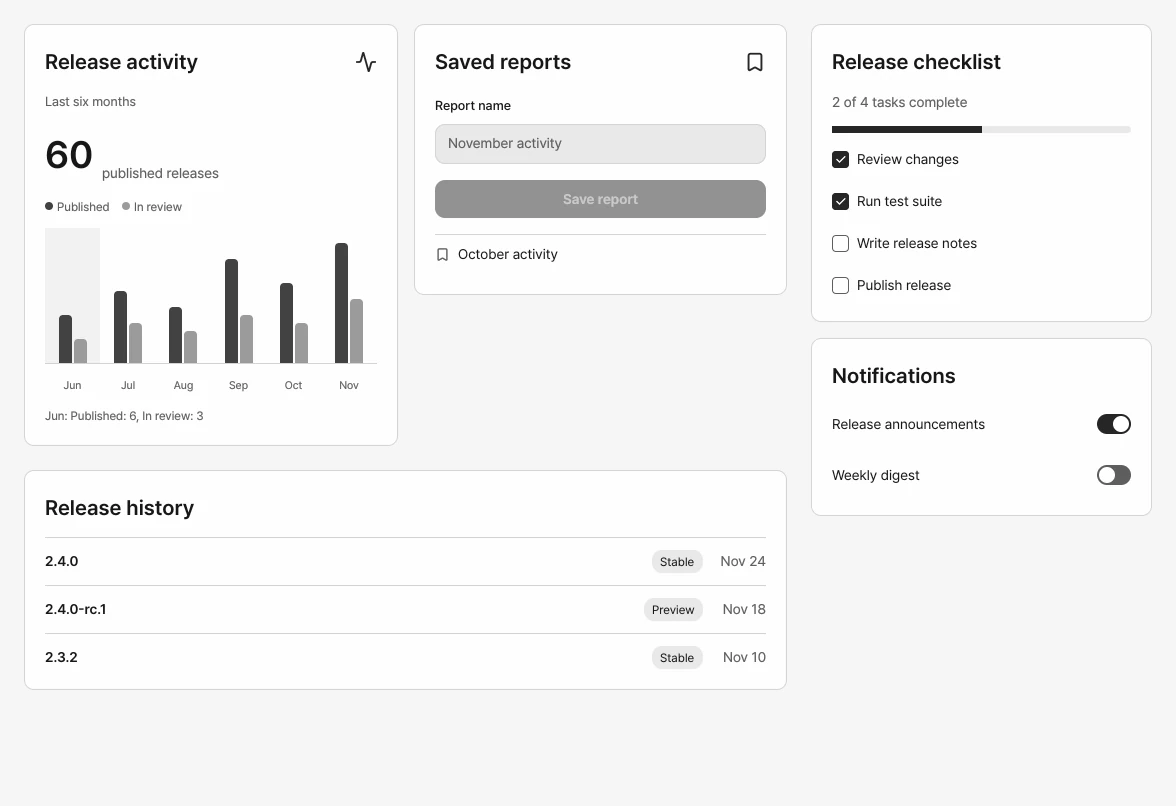 Release activity
Last six months
60 published releases
Published In review
Jun Jul Aug Sep Oct Nov
Jun: Published: 6, In review: 3
Saved reports
Report name
November activity
Save report
October activity
Release checklist
2 of 4 tasks complete
Review changes
Run test suite
Write release notes
Publish release
Notifications
Release announcements
Weekly digest
Release history
2.4.0 Stable Nov 24
2.4.0-rc.1 Preview Nov 18
2.3.2 Stable Nov 10